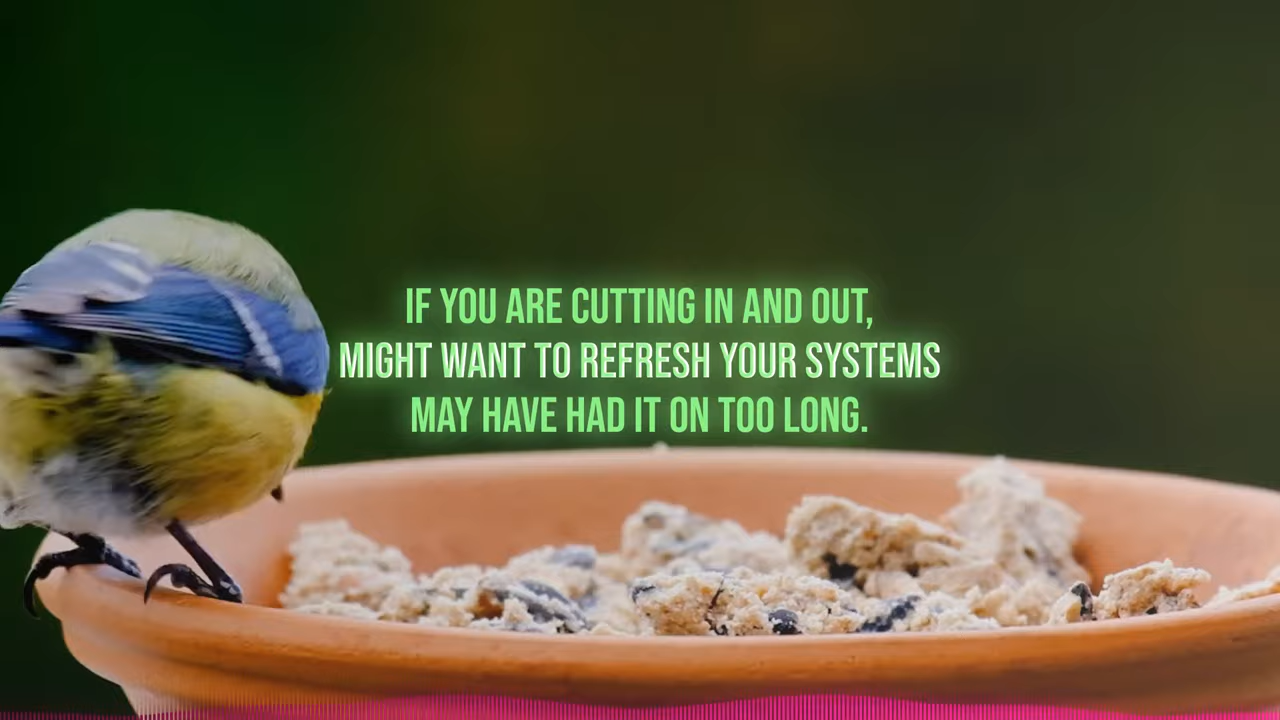 IF YOU ARE CUTTING IN AND OUT,
MIGHT WANT TO REFRESH YOUR SYSTEMS
MAY HAVE HAD IT ON TOO LONG.